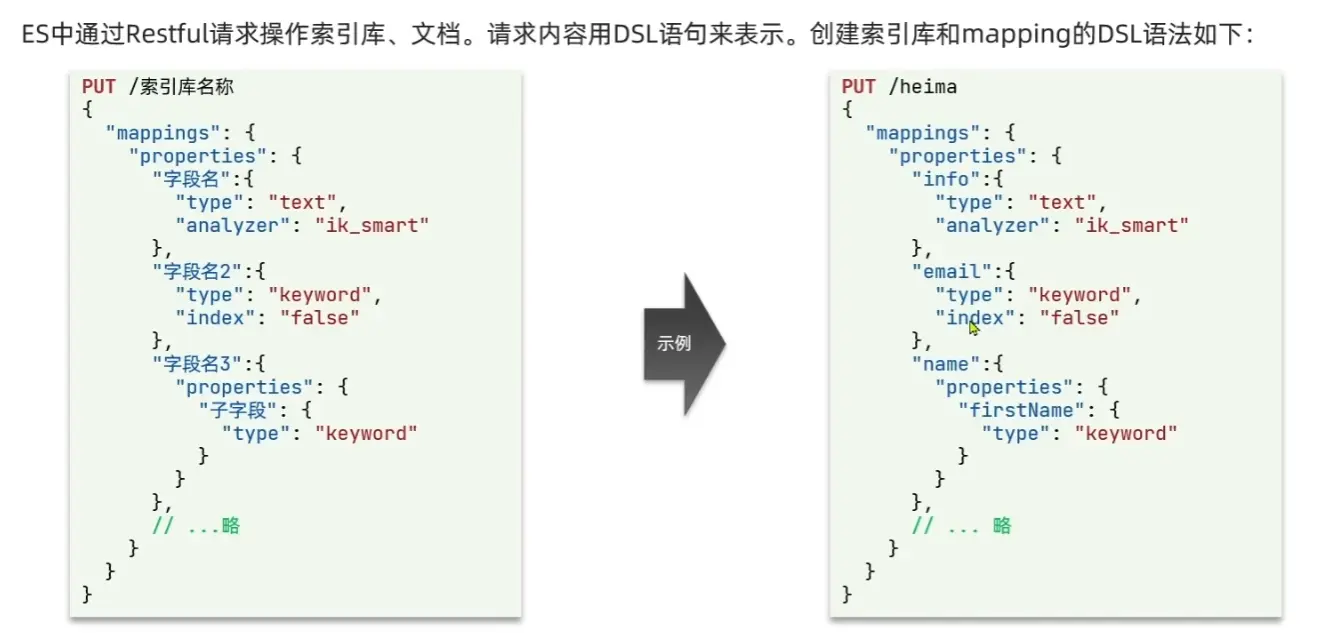 ES中通过Restful请求操作索引库、文档。请求内容用DSL语句来表示。创建索引库和mapping的DSL语法如下：
PUT /索引库名称
{
"mappings": {
"properties": {
"字段名":{
"type": "text",
"analyzer": "ik_smart"
},
"字段名2":{
"type": "keyword",
"index": "false"
},
"字段名3":{
"properties": {
"子字段": {
"type": "keyword"
}
}
},
// ...略
}
}
}
示例
PUT /heima
{
"mappings": {
"properties": {
"info":{
"type": "text",
"analyzer": "ik_smart"
},
"email":{
"type": "keyword",
"index": "false"
},
"name":{
"properties": {
"firstName": {
"type": "keyword"
}
}
},
// ... 略
}
}
}